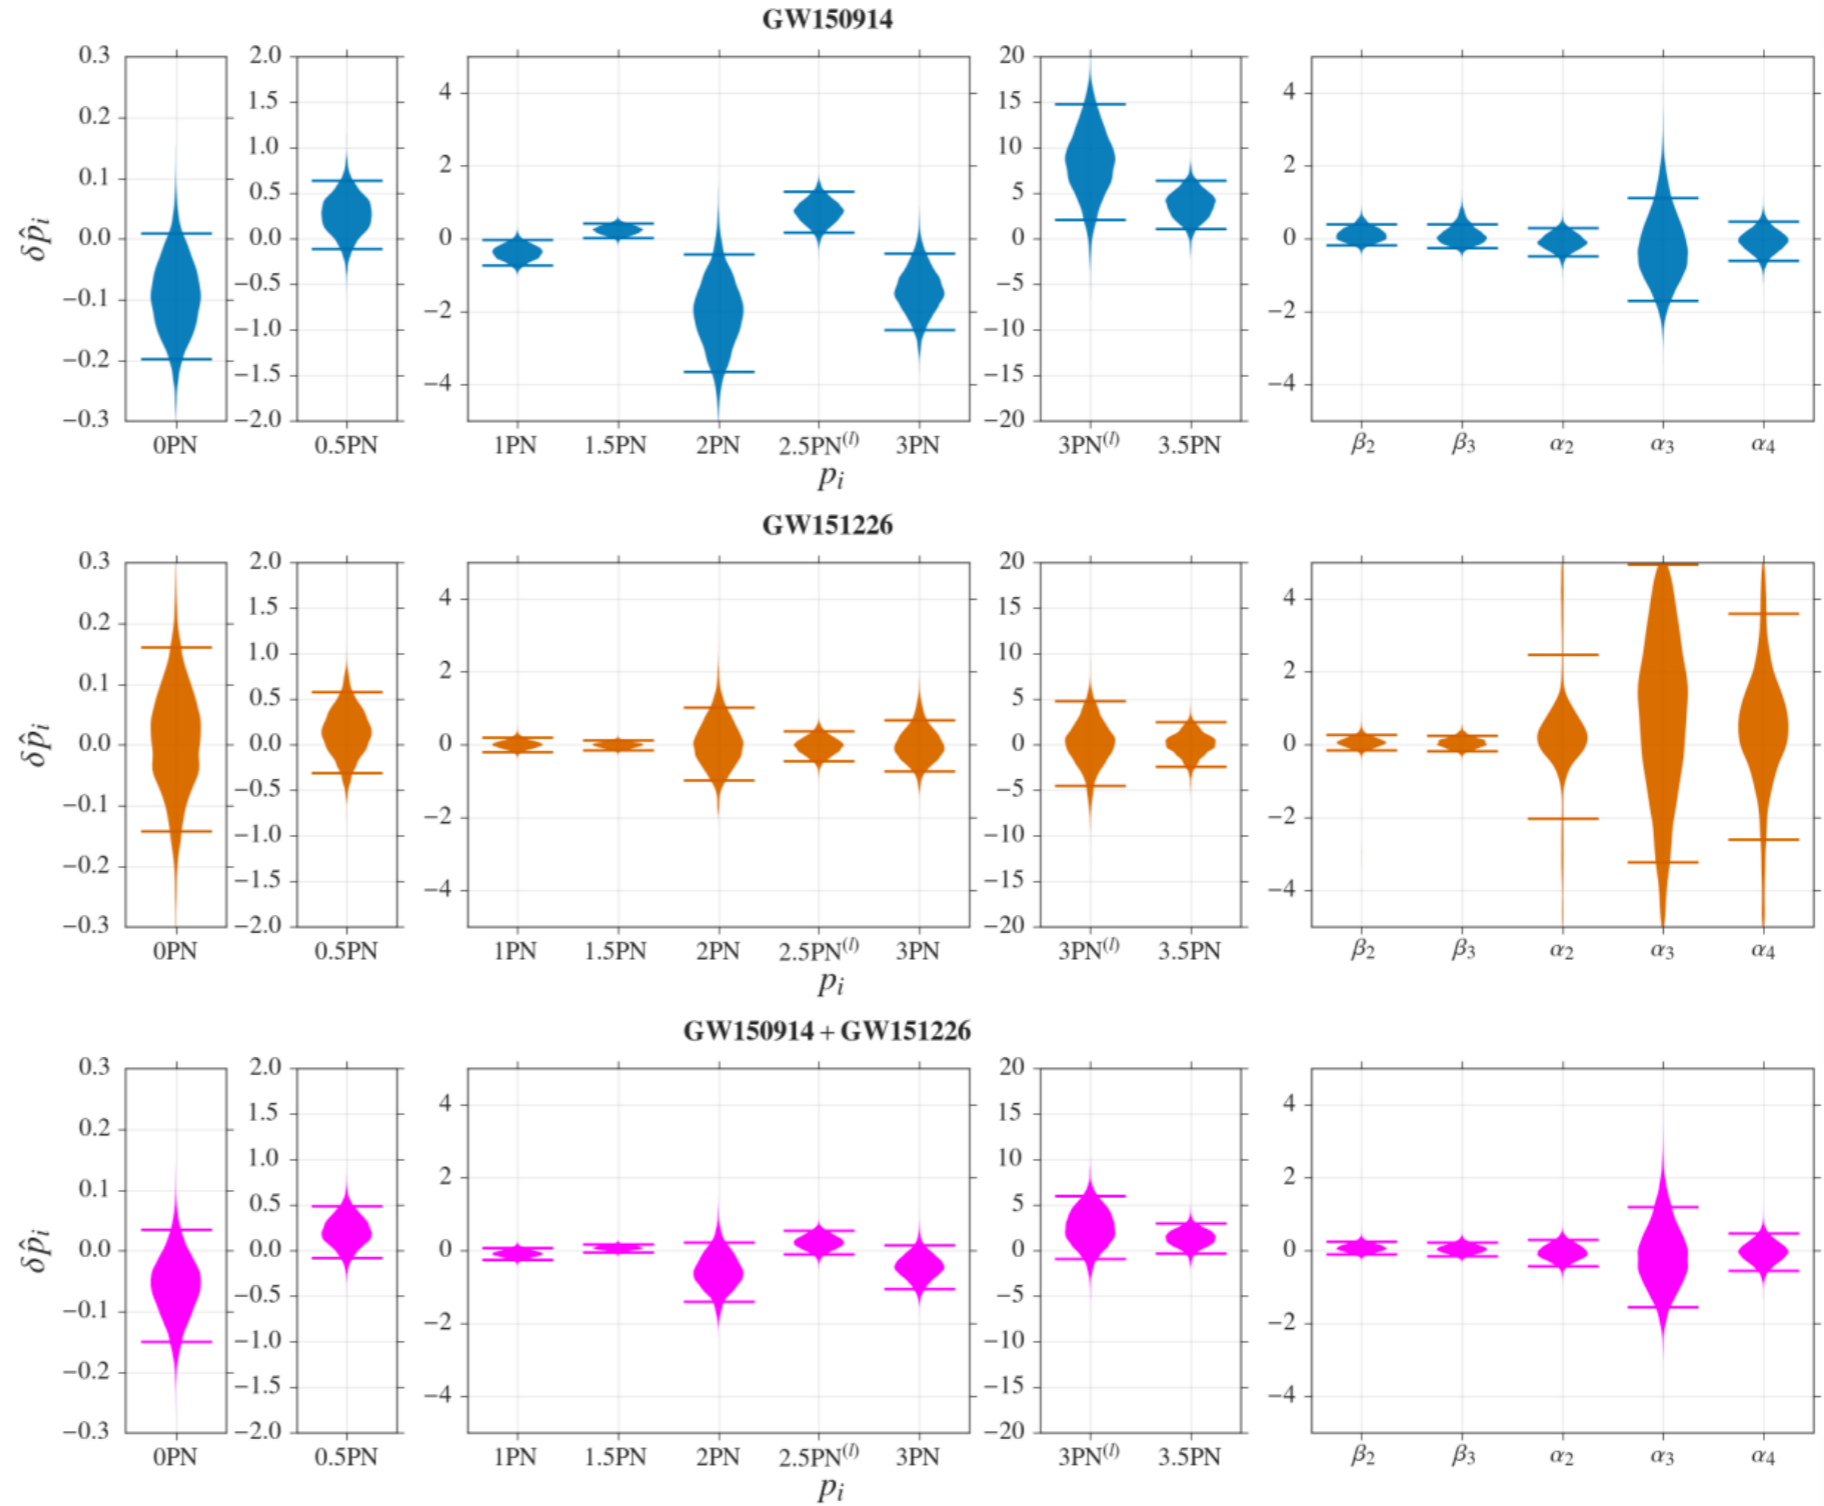 GW150914
0.3 0.2 0.1 0.0 −0.1 −0.2 −0.3
2.0 1.5 1.0 0.5 0.0 −0.5 −1.0 −1.5 −2.0
4 2 0 −2 −4
20 15 10 5 0 −5 −10 −15 −20
4 2 0 −2 −4
δp̂i
0PN 0.5PN 1PN 1.5PN 2PN 2.5PN(l) 3PN 3PN(l) 3.5PN β2 β3 α2 α3 α4
pi
GW151226
0.3 0.2 0.1 0.0 −0.1 −0.2 −0.3
2.0 1.5 1.0 0.5 0.0 −0.5 −1.0 −1.5 −2.0
4 2 0 −2 −4
20 15 10 5 0 −5 −10 −15 −20
4 2 0 −2 −4
δp̂i
0PN 0.5PN 1PN 1.5PN 2PN 2.5PN(l) 3PN 3PN(l) 3.5PN β2 β3 α2 α3 α4
pi
GW150914 + GW151226
0.3 0.2 0.1 0.0 −0.1 −0.2 −0.3
2.0 1.5 1.0 0.5 0.0 −0.5 −1.0 −1.5 −2.0
4 2 0 −2 −4
20 15 10 5 0 −5 −10 −15 −20
4 2 0 −2 −4
δp̂i
0PN 0.5PN 1PN 1.5PN 2PN 2.5PN(l) 3PN 3PN(l) 3.5PN β2 β3 α2 α3 α4
pi